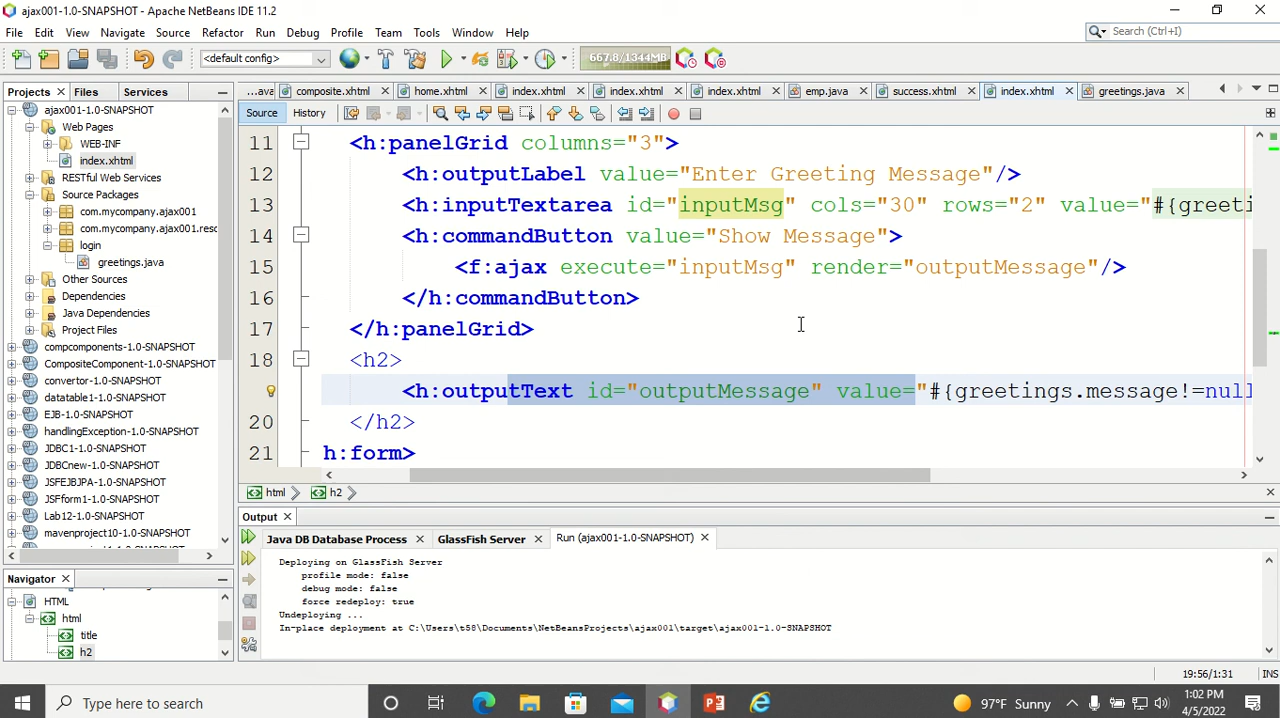 ajax001-1.0-SNAPSHOT - Apache NetBeans IDE 11.2
File Edit View Navigate Source Refactor Run Debug Profile Team Tools Window Help
Search (Ctrl+I)
<default config>
667.8/1344MB
Projects Files Services
...ava composite.xhtml home.xhtml index.xhtml index.xhtml index.xhtml emp.java success.xhtml index.xhtml greetings.java
Source History
ajax001-1.0-SNAPSHOT
Web Pages
WEB-INF
index.xhtml
RESTful Web Services
Source Packages
com.mycompany.ajax001
com.mycompany.ajax001.resc
login
greetings.java
Other Sources
Dependencies
Java Dependencies
Project Files
compcomponents-1.0-SNAPSHOT
CompositeComponent-1.0-SNAPSHOT
convertor-1.0-SNAPSHOT
datatable1-1.0-SNAPSHOT
EJB-1.0-SNAPSHOT
handlingException-1.0-SNAPSHOT
JDBC1-1.0-SNAPSHOT
JDBCnew-1.0-SNAPSHOT
JSFEJBJPA-1.0-SNAPSHOT
JSFform1-1.0-SNAPSHOT
Lab12-1.0-SNAPSHOT
mavenproject10-1.0-SNAPSHOT
11 <h:panelGrid columns="3">
12 <h:outputLabel value="Enter Greeting Message"/>
13 <h:inputTextarea id="inputMsg" cols="30" rows="2" value="#{greeti
14 <h:commandButton value="Show Message">
15 <f:ajax execute="inputMsg" render="outputMessage"/>
16 </h:commandButton>
17 </h:panelGrid>
18 <h2>
<h:outputText id="outputMessage" value="#{greetings.message!=null
20 </h2>
21 h:form>
html h2
Output
Java DB Database Process GlassFish Server Run (ajax001-1.0-SNAPSHOT)
Deploying on GlassFish Server
profile mode: false
debug mode: false
force redeploy: true
Undeploying ...
In-place deployment at C:\Users\t58\Documents\NetBeansProjects\ajax001\target\ajax001-1.0-SNAPSHOT
Navigator
HTML
html
title
h2
19:56/1:31 INS
Type here to search
97°F Sunny
1:02 PM
4/5/2022